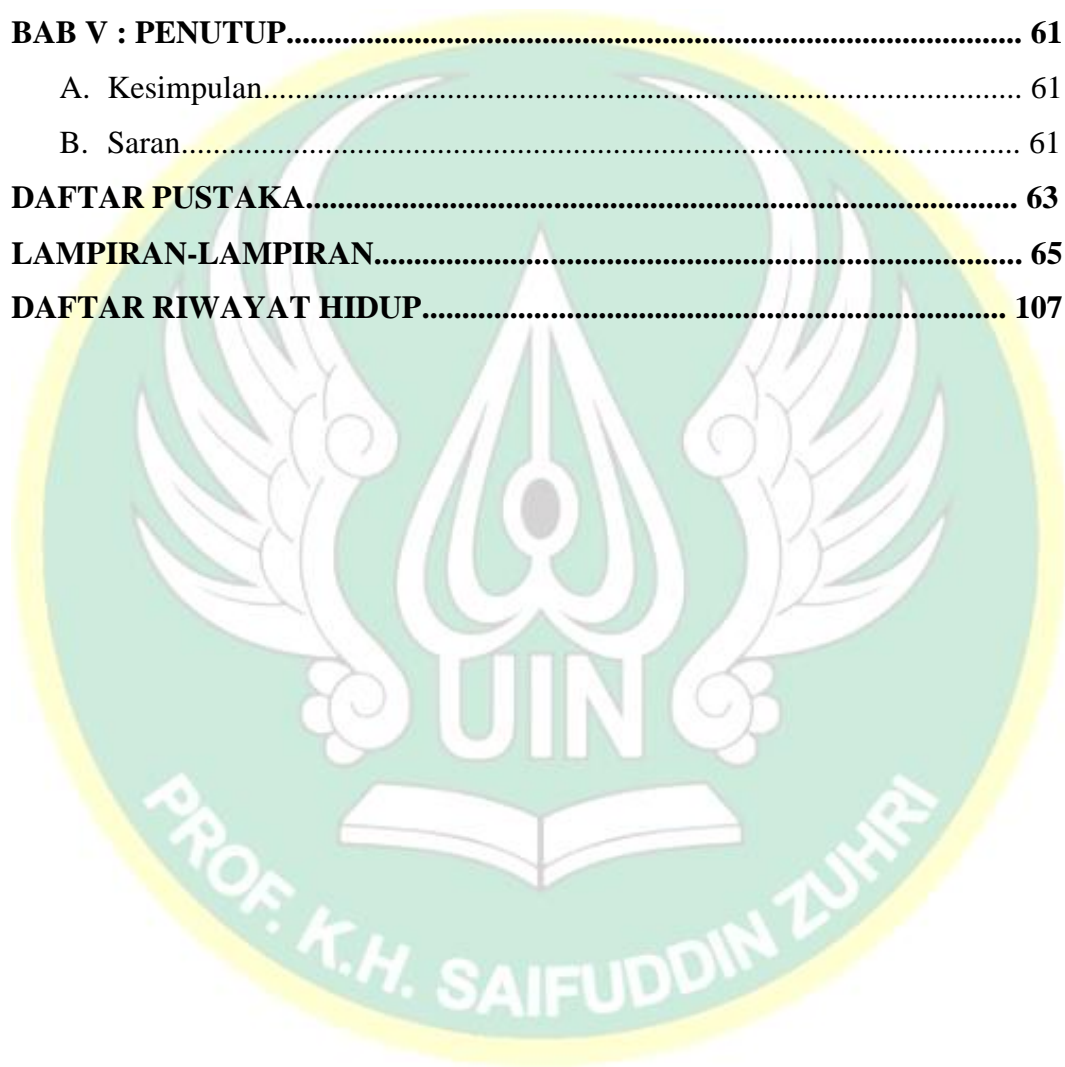 BAB V : PENUTUP............................................................................................ 61
A. Kesimpulan............................................................................................... 61
B. Saran......................................................................................................... 61
DAFTAR PUSTAKA......................................................................................... 63
LAMPIRAN-LAMPIRAN................................................................................. 65
DAFTAR RIWAYAT HIDUP......................................................................... 107
UIN
PROF. K.H. SAIFUDDIN ZUHRI